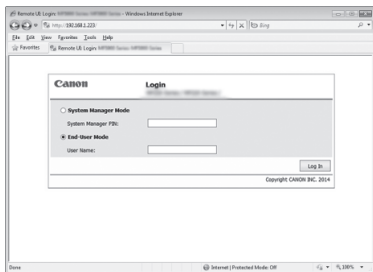 Remote UI: Login - Windows Internet Explorer
http://192.168.1.223/
Bing
File Edit View Favorites Tools Help
Favorites
Remote UI: Login
Canon
Login
System Manager Mode
System Manager PIN:
End-User Mode
User Name:
Log In
Copyright CANON INC. 2014
Done
Internet | Protected Mode: Off
100%